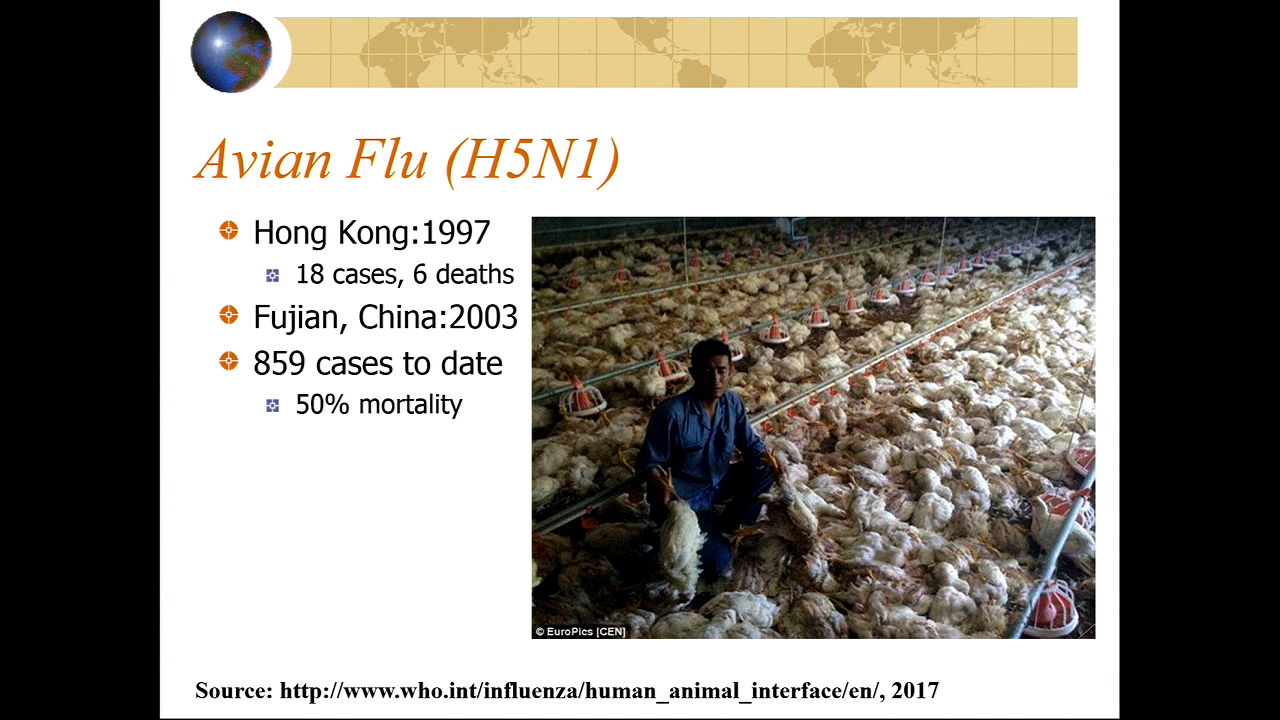 Avian Flu (H5N1)
Hong Kong:1997
18 cases, 6 deaths
Fujian, China:2003
859 cases to date
50% mortality
© EuroPics [CEN]
Source: http://www.who.int/influenza/human_animal_interface/en/, 2017